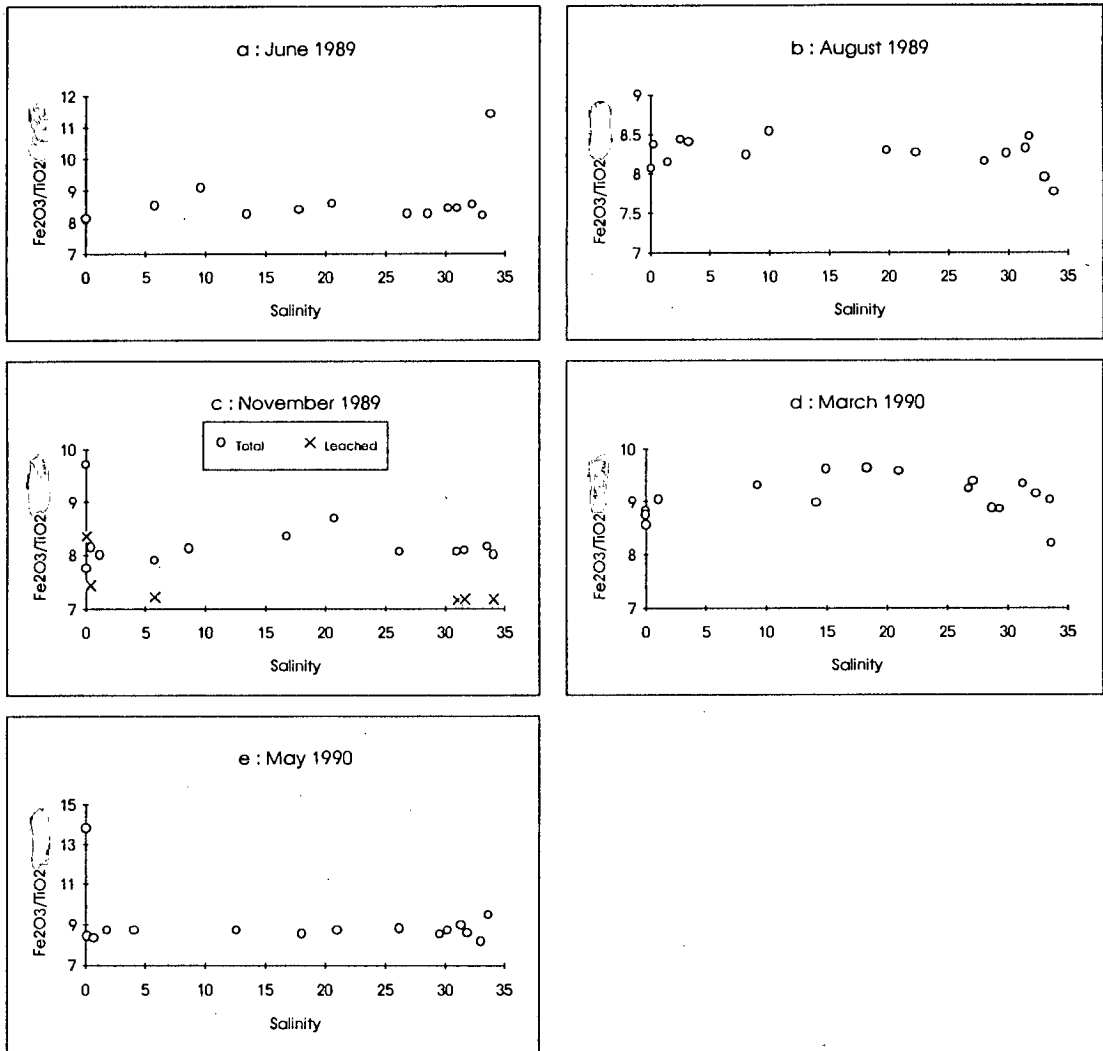 a : June 1989
12
11
10
9
8
7
Fe2O3/TiO2
0 5 10 15 20 25 30 35
Salinity
b : August 1989
9
8.5
8
7.5
7
Fe2O3/TiO2
0 5 10 15 20 25 30 35
Salinity
c : November 1989
Total Leached
10
9
8
7
Fe2O3/TiO2
0 5 10 15 20 25 30 35
Salinity
d : March 1990
10
9
8
7
Fe2O3/TiO2
0 5 10 15 20 25 30 35
Salinity
e : May 1990
15
13
11
9
7
Fe2O3/TiO2
0 5 10 15 20 25 30 35
Salinity